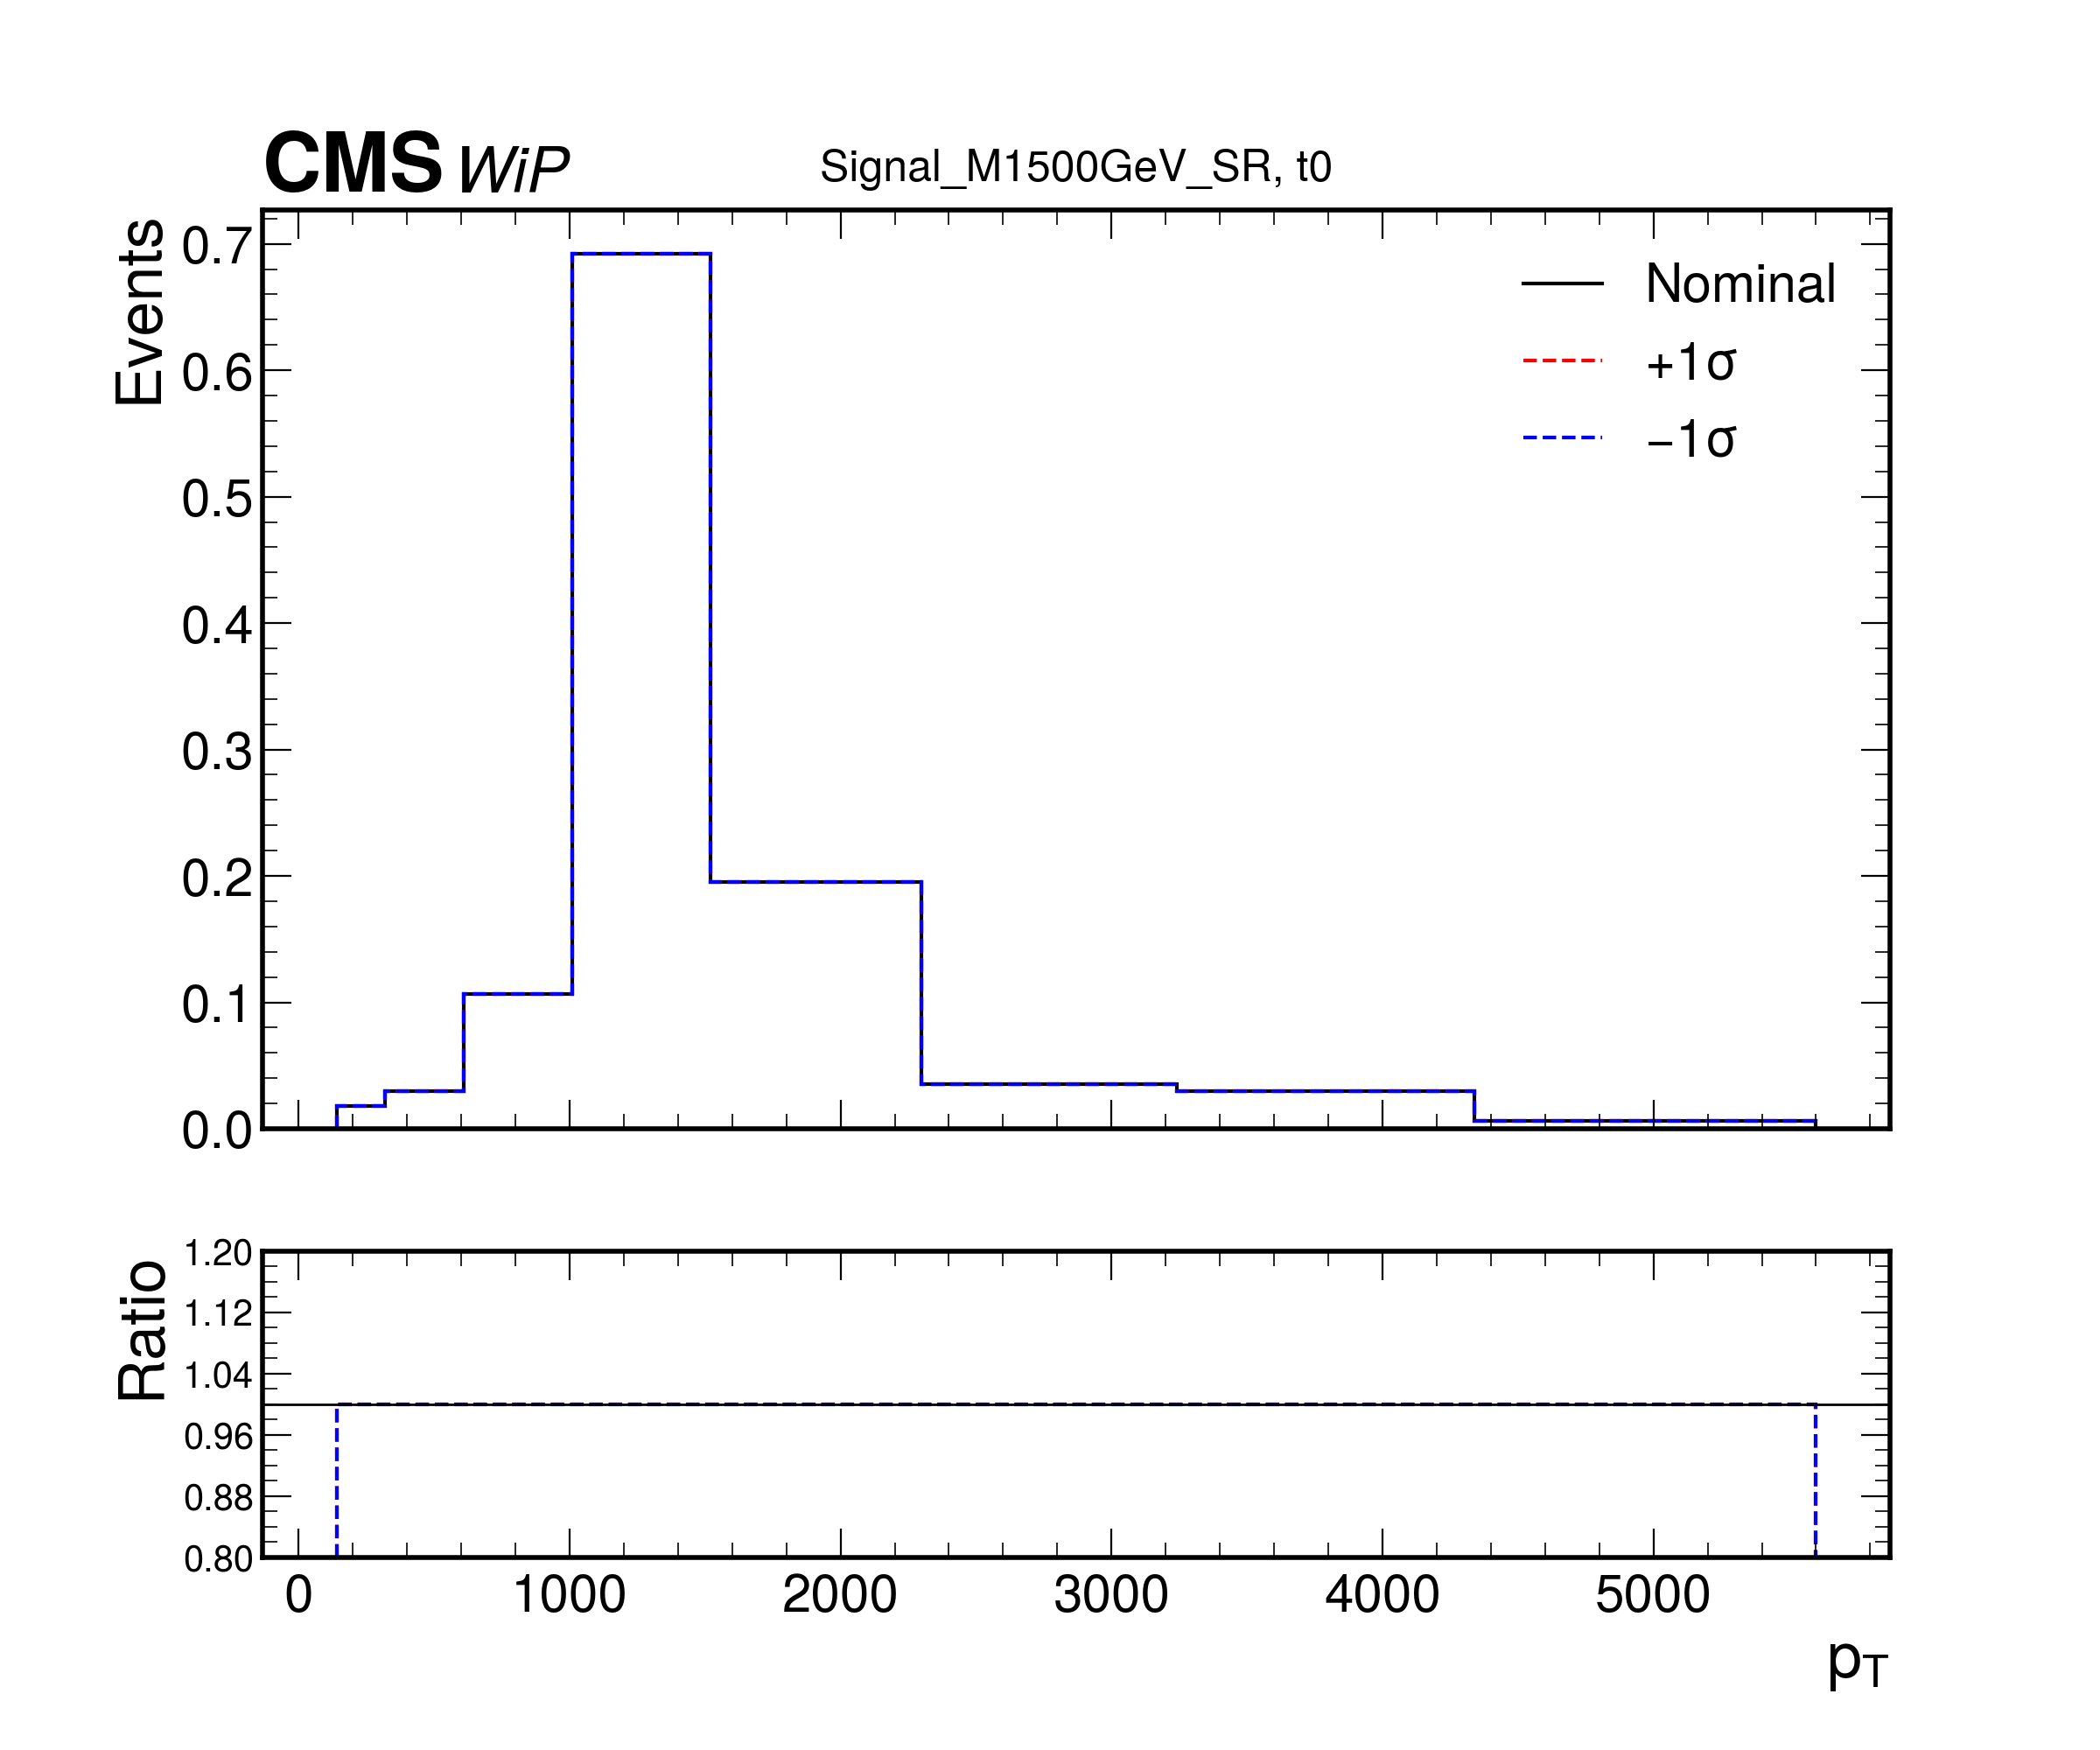 CMS WiP
Signal_M1500GeV_SR, t0
Events
0.7
0.6
0.5
0.4
0.3
0.2
0.1
0.0
Nominal
+1σ
−1σ
Ratio
1.20
1.12
1.04
0.96
0.88
0.80
0 1000 2000 3000 4000 5000
pT